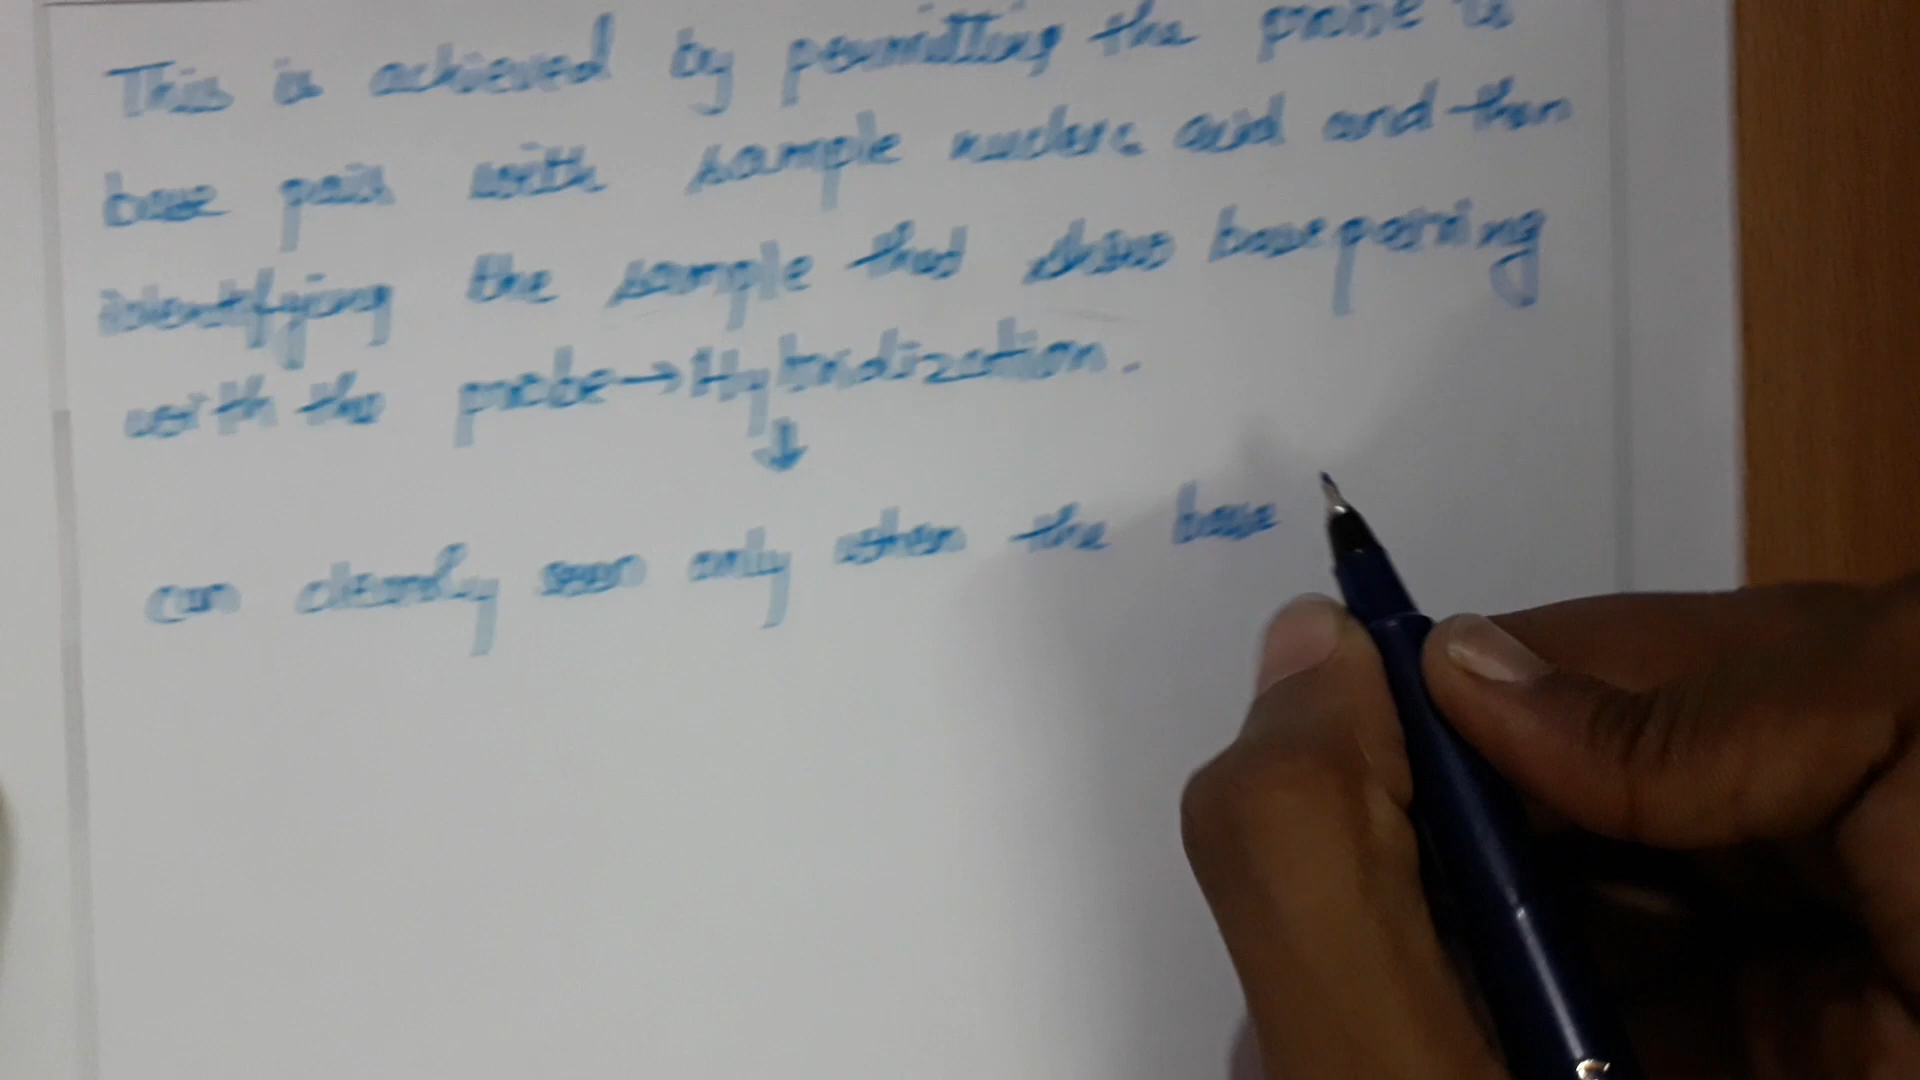 This is achieved by permitting the probe is
base pair with sample nucleic acid and then
identifying the sample that shows base pairing
with the probe → Hybridization.
↓
can clearly seen only when the base